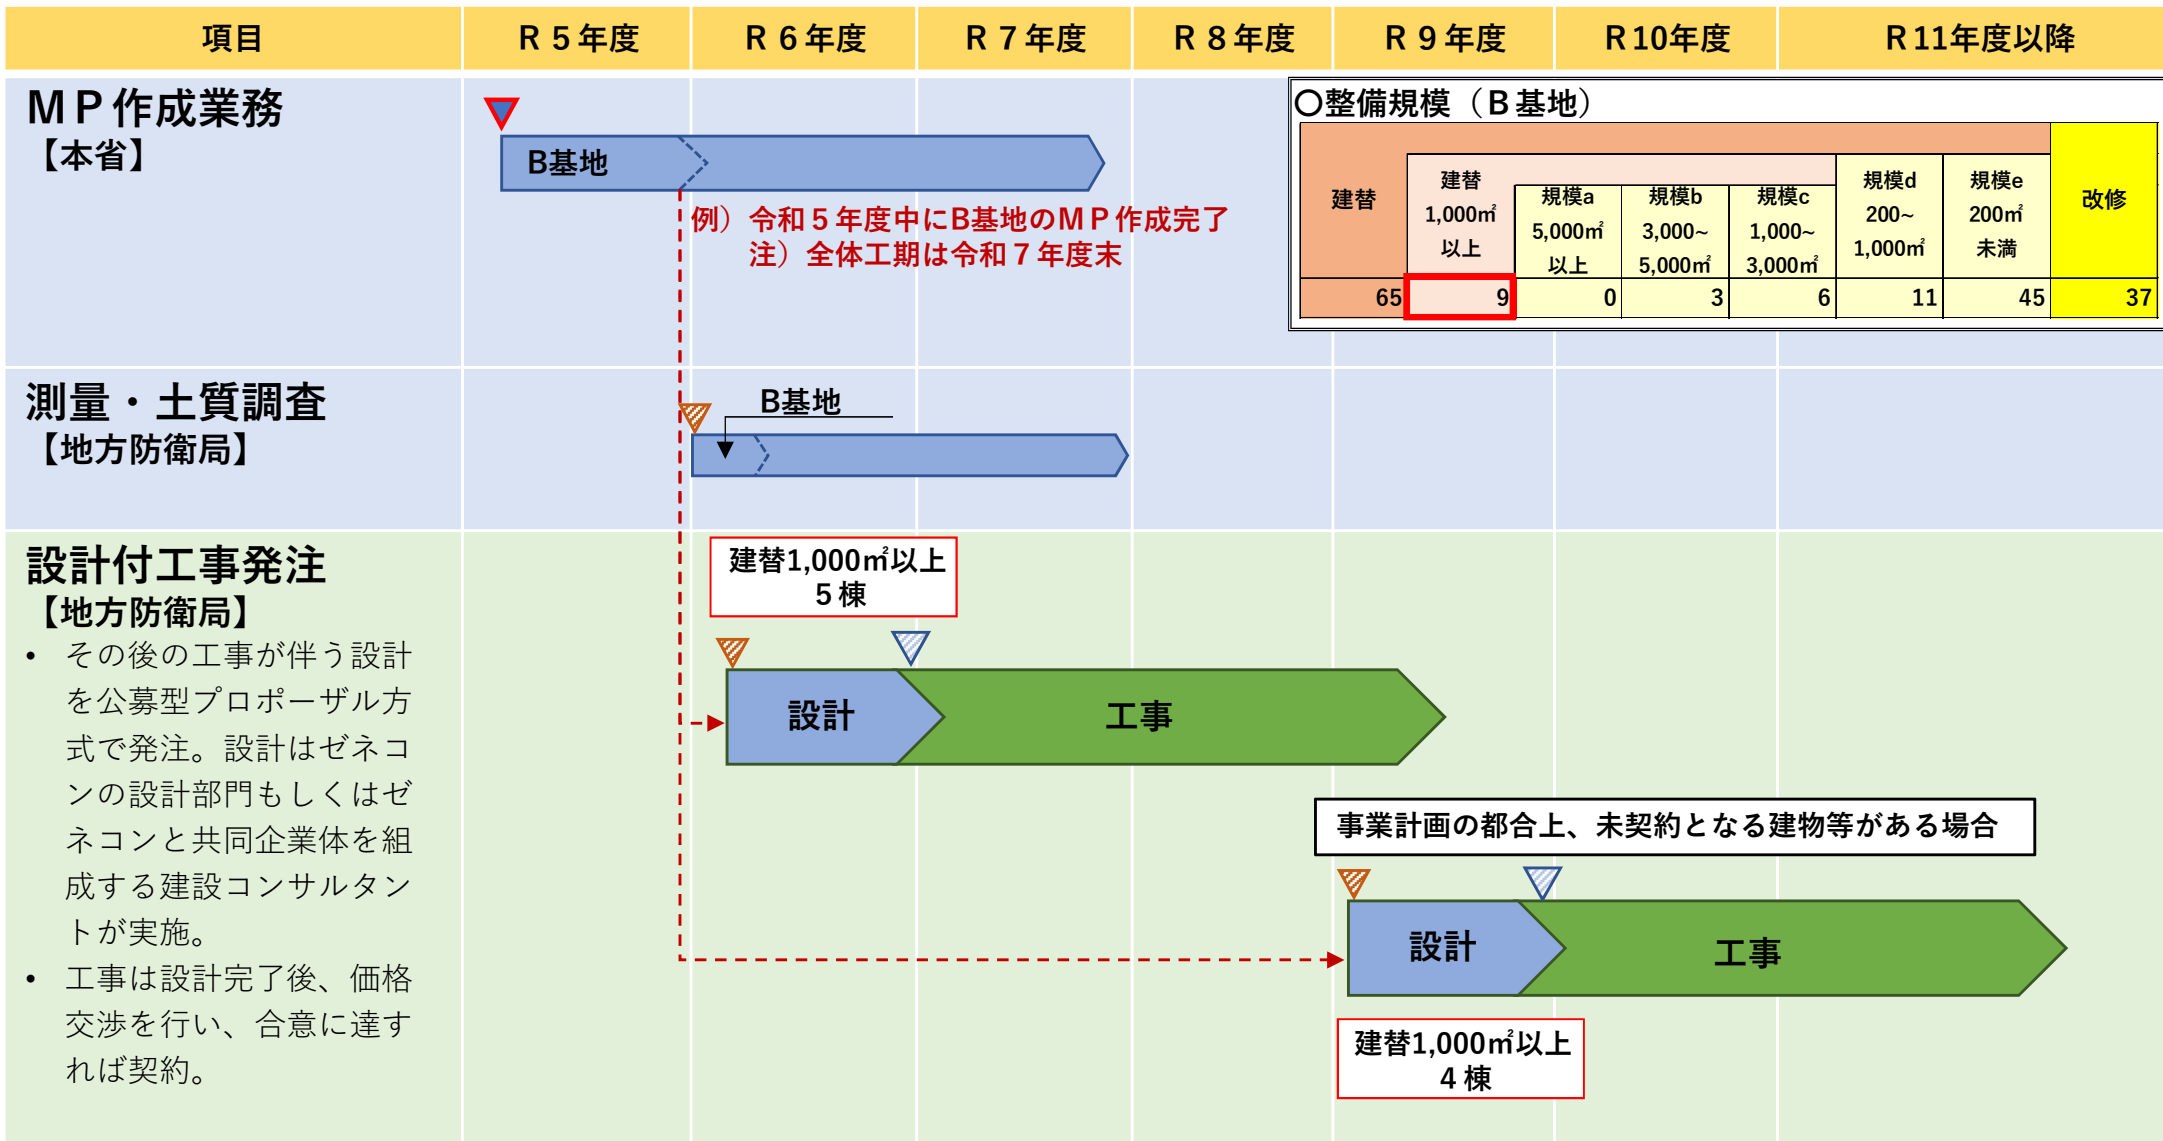 項目
R５年度
R６年度
R７年度
R８年度
R９年度
R10年度
R11年度以降
ＭＰ作成業務
【本省】
B基地
例）令和５年度中にB基地のＭＰ作成完了
注）全体工期は令和７年度末
〇整備規模（Ｂ基地）
建替
建替
1,000㎡
以上
規模a
5,000㎡
以上
規模b
3,000~
5,000㎡
規模c
1,000~
3,000㎡
規模d
200~
1,000㎡
規模e
200㎡
未満
改修
65
9
0
3
6
11
45
37
測量・土質調査
【地方防衛局】
B基地
設計付工事発注
【地方防衛局】
• その後の工事が伴う設計
を公募型プロポーザル方
式で発注。設計はゼネコ
ンの設計部門もしくはゼ
ネコンと共同企業体を組
成する建設コンサルタン
トが実施。
• 工事は設計完了後、価格
交渉を行い、合意に達す
れば契約。
建替1,000㎡以上
５棟
設計
工事
事業計画の都合上、未契約となる建物等がある場合
設計
工事
建替1,000㎡以上
４棟